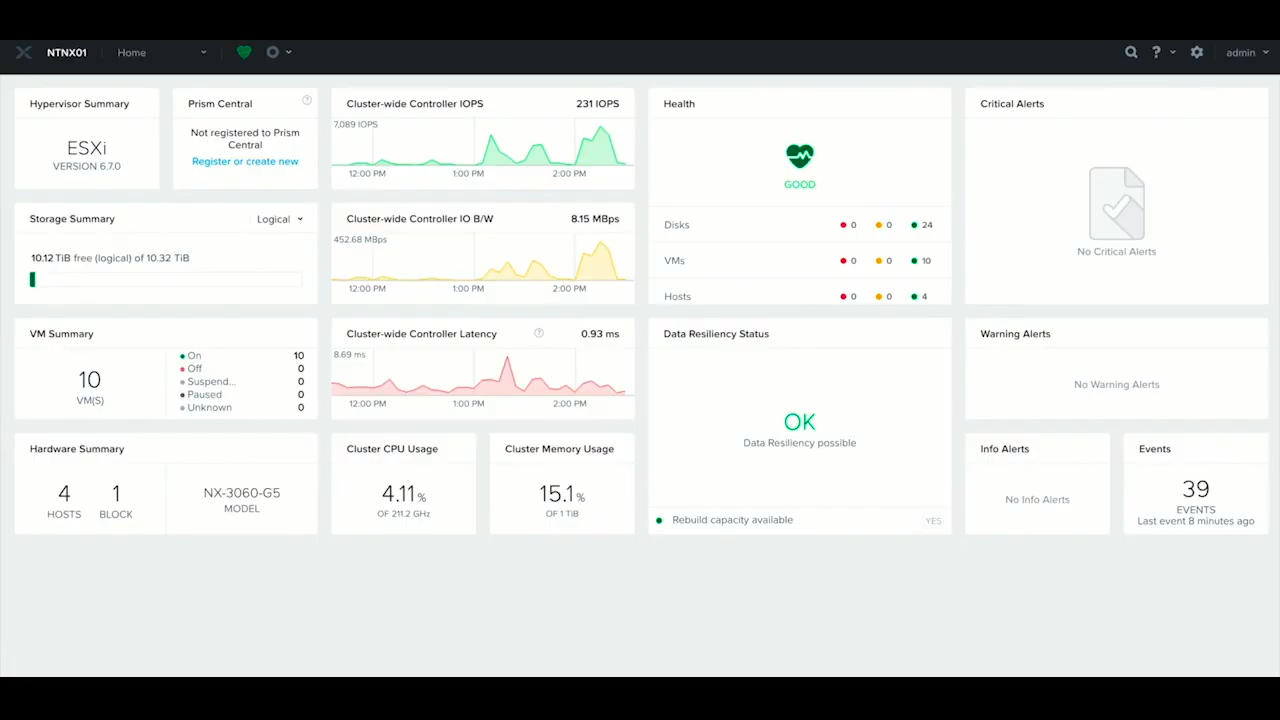 NTNX01
Home
?
admin
Hypervisor Summary
ESXi
VERSION 6.7.0
Prism Central
?
Not registered to Prism
Central
Register or create new
Cluster-wide Controller IOPS
231 IOPS
7,089 IOPS
12:00 PM
1:00 PM
2:00 PM
Health
GOOD
Disks
0
0
24
VMs
0
0
10
Hosts
0
0
4
Critical Alerts
No Critical Alerts
Storage Summary
Logical
10.12 TiB free (logical) of 10.32 TiB
Cluster-wide Controller IO B/W
8.15 MBps
452.68 MBps
12:00 PM
1:00 PM
2:00 PM
VM Summary
10
VM(S)
On 10
Off 0
Suspend... 0
Paused 0
Unknown 0
Cluster-wide Controller Latency
?
0.93 ms
8.69 ms
12:00 PM
1:00 PM
2:00 PM
Data Resiliency Status
OK
Data Resiliency possible
Rebuild capacity available
YES
Warning Alerts
No Warning Alerts
Hardware Summary
4
HOSTS
1
BLOCK
NX-3060-G5
MODEL
Cluster CPU Usage
4.11 %
OF 211.2 GHz
Cluster Memory Usage
15.1 %
OF 1 TiB
Info Alerts
No Info Alerts
Events
39
EVENTS
Last event 8 minutes ago